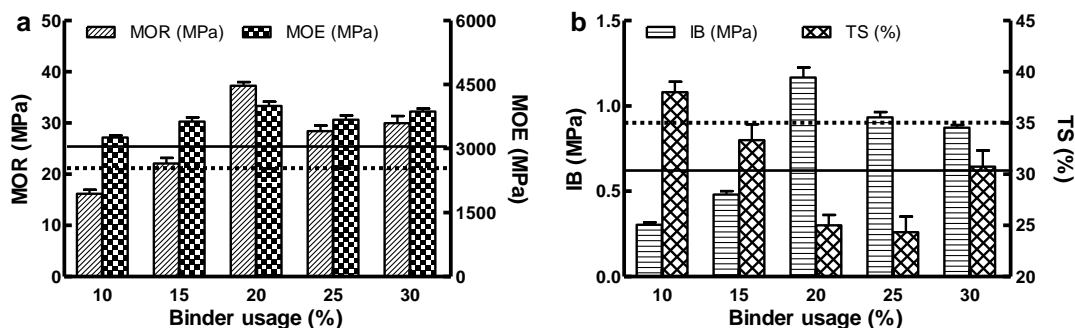 a
MOR (MPa)
MOE (MPa)
50
40
30
20
10
0
MOR (MPa)
6000
4500
3000
1500
0
MOE
(MPa)
10
15
20
25
30
Binder usage (%)
b
IB (MPa)
TS (%)
1.5
1.0
0.5
0.0
IB (MPa)
45
40
35
30
25
20
TS (%)
10
15
20
25
30
Binder usage (%)